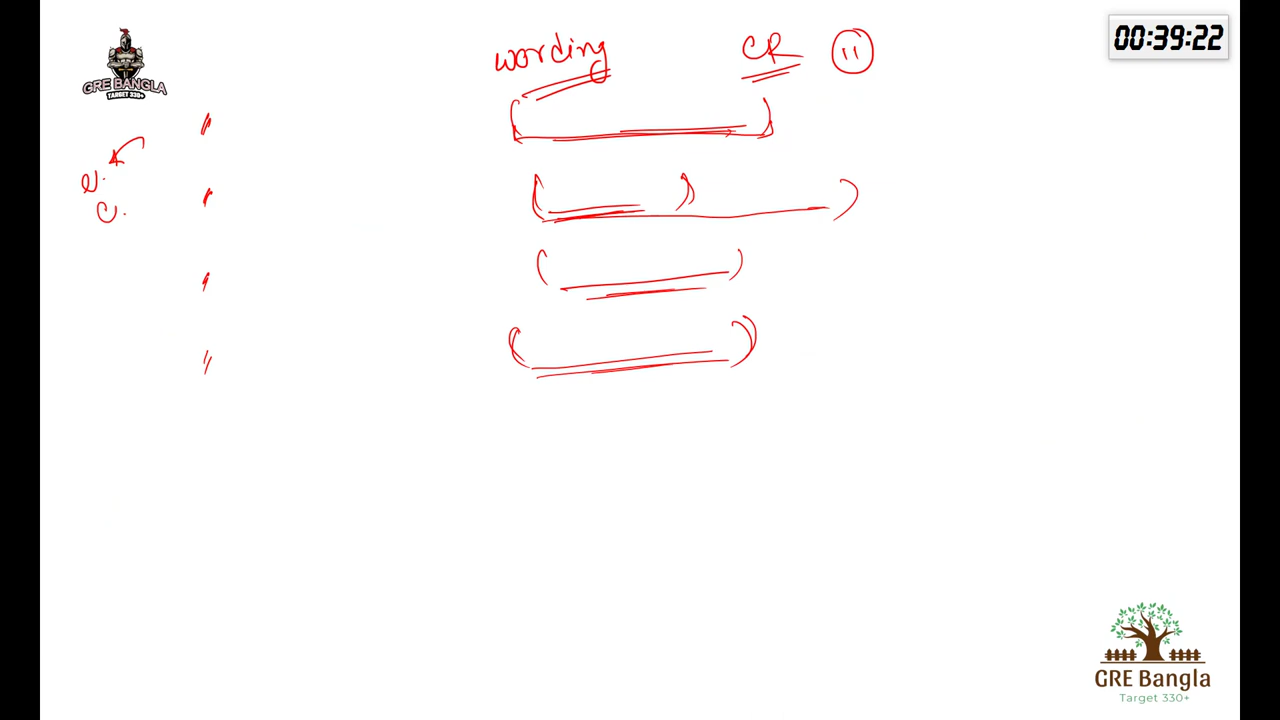 wording CR 11
00:39:22
GRE BANGLA
TARGET 330+
GRE Bangla
Target 330+